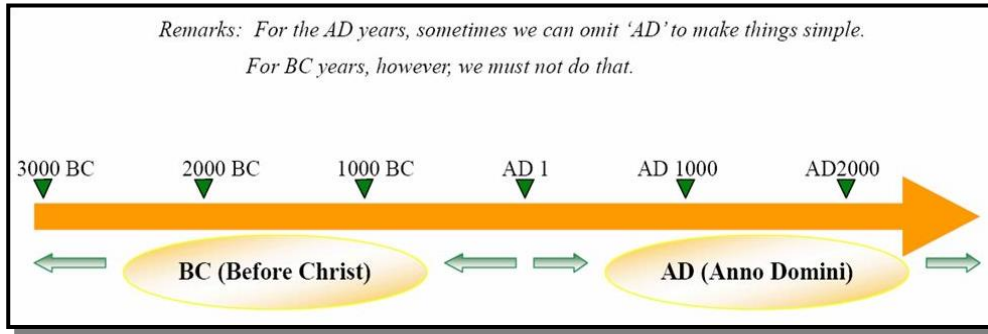 Remarks: For the AD years, sometimes we can omit ‘AD’ to make things simple.
For BC years, however, we must not do that.
3000 BC 2000 BC 1000 BC AD 1 AD 1000 AD2000
BC (Before Christ) AD (Anno Domini)